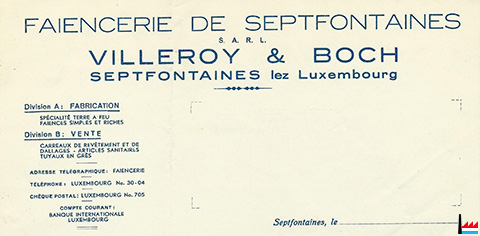 FAIENCERIE DE SEPTFONTAINES
S.A.R.L.
VILLEROY & BOCH
SEPTFONTAINES lez Luxembourg
Division A: FABRICATION
SPÉCIALITÉ TERRE A FEU
FAIENCES SIMPLES ET RICHES
Division B: VENTE
CARREAUX DE REVÊTEMENT ET DE
DALLAGES - ARTICLES SANITAIRES
TUYAUX EN GRÈS
ADRESSE TÉLÉGRAPHIQUE: FAIENCERIE
TÉLÉPHONE: LUXEMBOURG No. 30-04
CHÈQUE POSTAL: LUXEMBOURG No. 705
COMPTE COURANT:
BANQUE INTERNATIONALE
LUXEMBOURG
Septfontaines, le